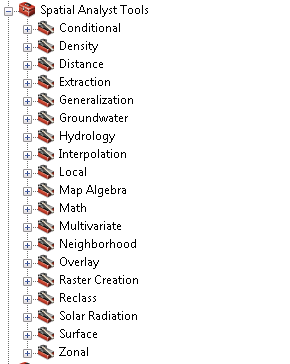 Spatial Analyst Tools
Conditional
Density
Distance
Extraction
Generalization
Groundwater
Hydrology
Interpolation
Local
Map Algebra
Math
Multivariate
Neighborhood
Overlay
Raster Creation
Reclass
Solar Radiation
Surface
Zonal